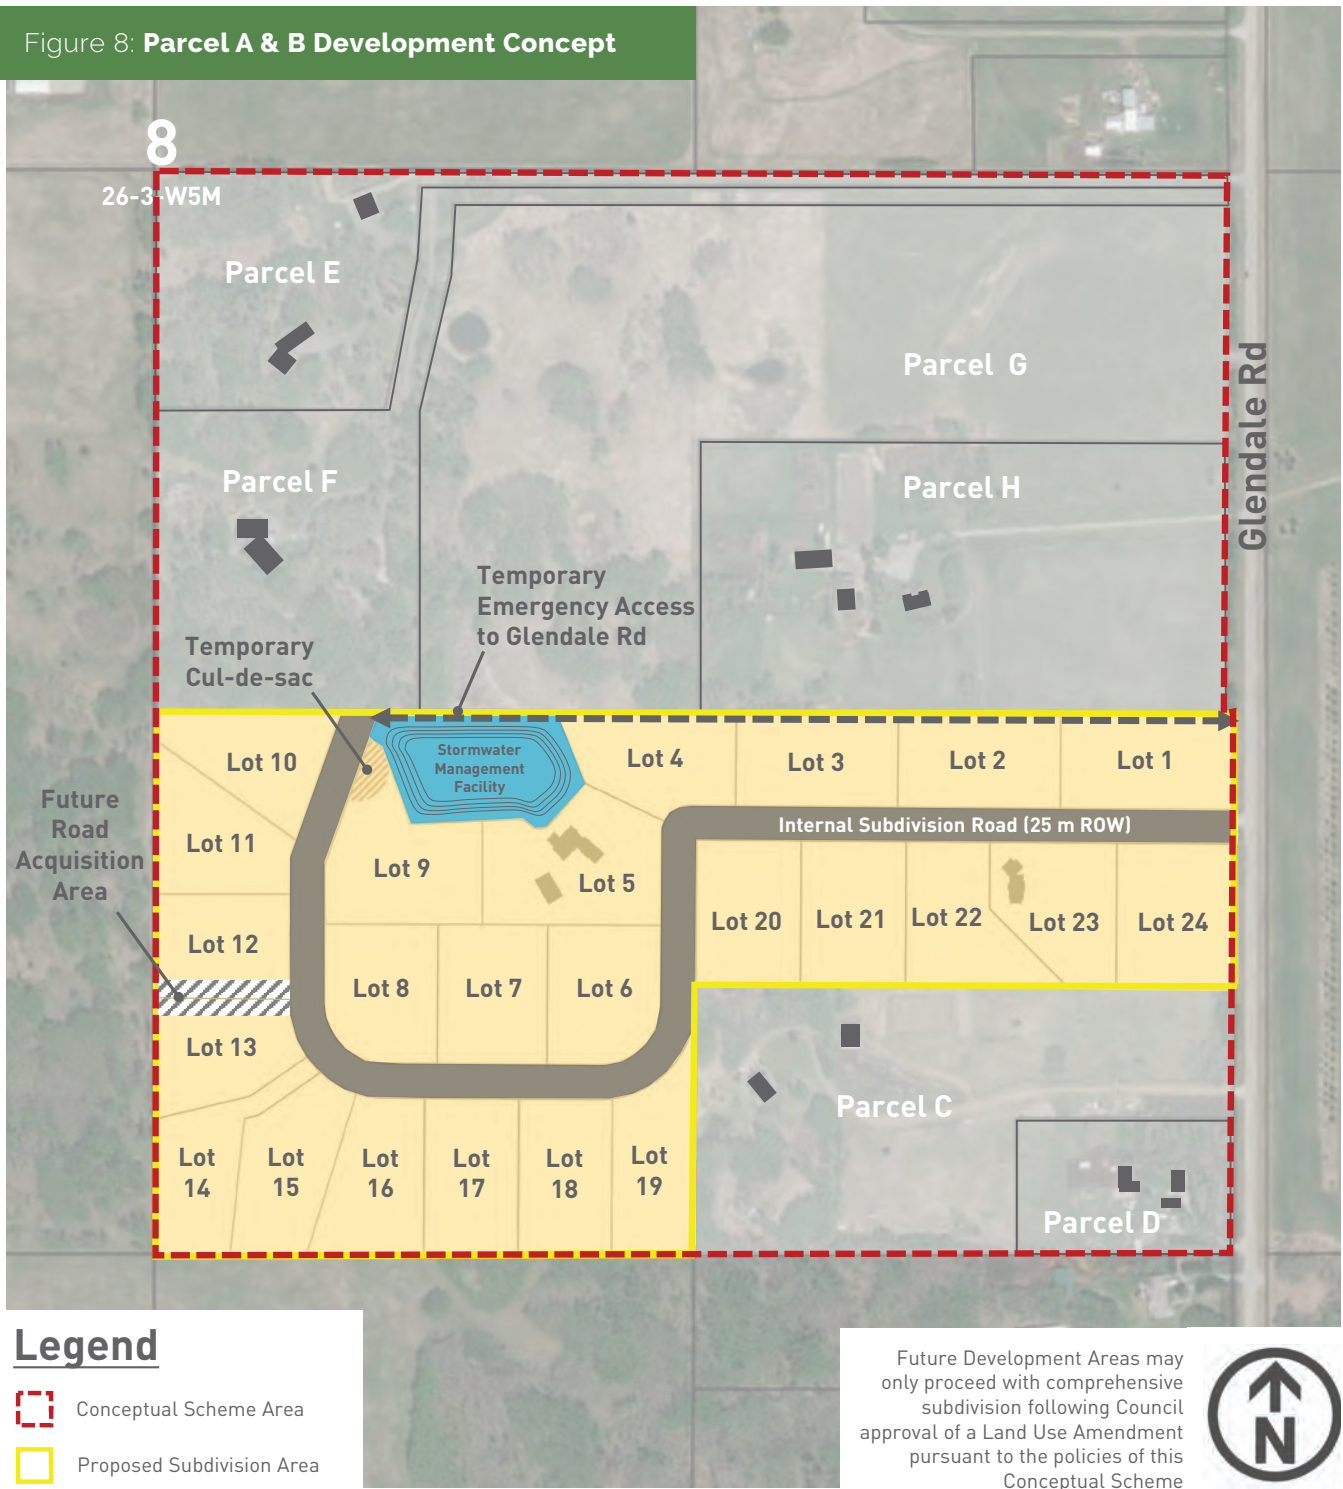 Figure 8: Parcel A & B Development Concept
8
26-3-W5M
Parcel E
Parcel G
Glendale Rd
Parcel F
Parcel H
Temporary
Emergency Access
to Glendale Rd
Temporary
Cul-de-sac
Stormwater
Management
Facility
Lot 10
Lot 4
Lot 3
Lot 2
Lot 1
Future
Road
Acquisition
Area
Internal Subdivision Road (25 m ROW)
Lot 11
Lot 9
Lot 5
Lot 20
Lot 21
Lot 22
Lot 23
Lot 24
Lot 12
Lot 8
Lot 7
Lot 6
Lot 13
Parcel C
Lot
14
Lot
15
Lot
16
Lot
17
Lot
18
Lot
19
Parcel D
Legend
Conceptual Scheme Area
Proposed Subdivision Area
Future Development Areas may
only proceed with comprehensive
subdivision following Council
approval of a Land Use Amendment
pursuant to the policies of this
Conceptual Scheme
N